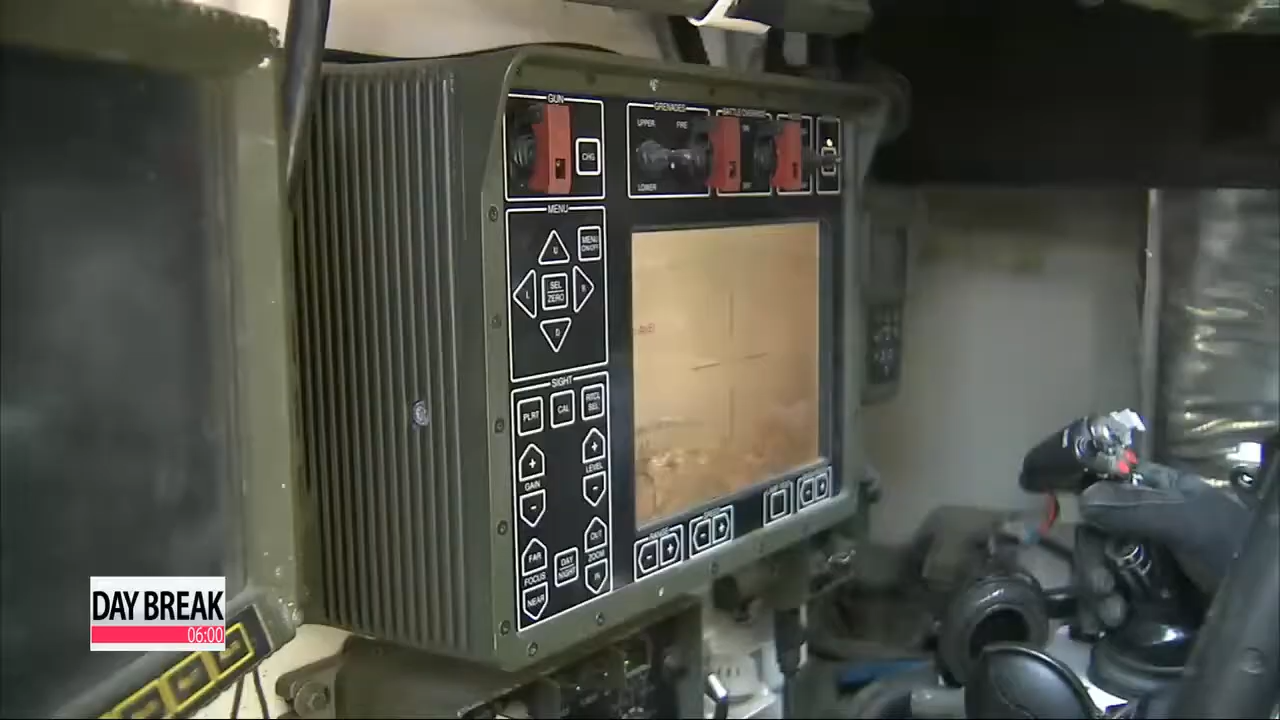 GUN
CHG
GRENADES
UPPER FIRE
LOWER
MENU
U
MENU
ON/OFF
L
SEL
ZERO
R
D
SIGHT
PLRT
CAL
RTCL
SEL
+
GAIN
-
+
LEVEL
-
FAR
FOCUS
NEAR
DAY
NIGHT
OUT
ZOOM
IN
RANGE
- +
- +
- +
DAY BREAK
06:00